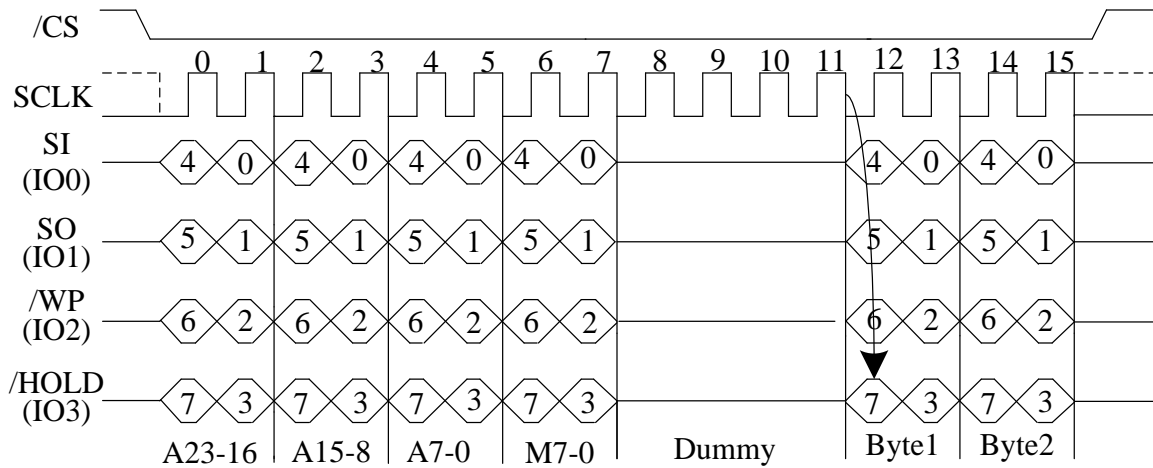 /CS
0 1 2 3 4 5 6 7 8 9 10 11 12 13 14 15
SCLK
SI
(IO0)
4 0 4 0 4 0 4 0 4 0 4 0
SO
(IO1)
5 1 5 1 5 1 5 1 5 1 5 1
/WP
(IO2)
6 2 6 2 6 2 6 2 6 2 6 2
/HOLD
(IO3)
7 3 7 3 7 3 7 3 7 3 7 3
A23-16 A15-8 A7-0 M7-0 Dummy Byte1 Byte2